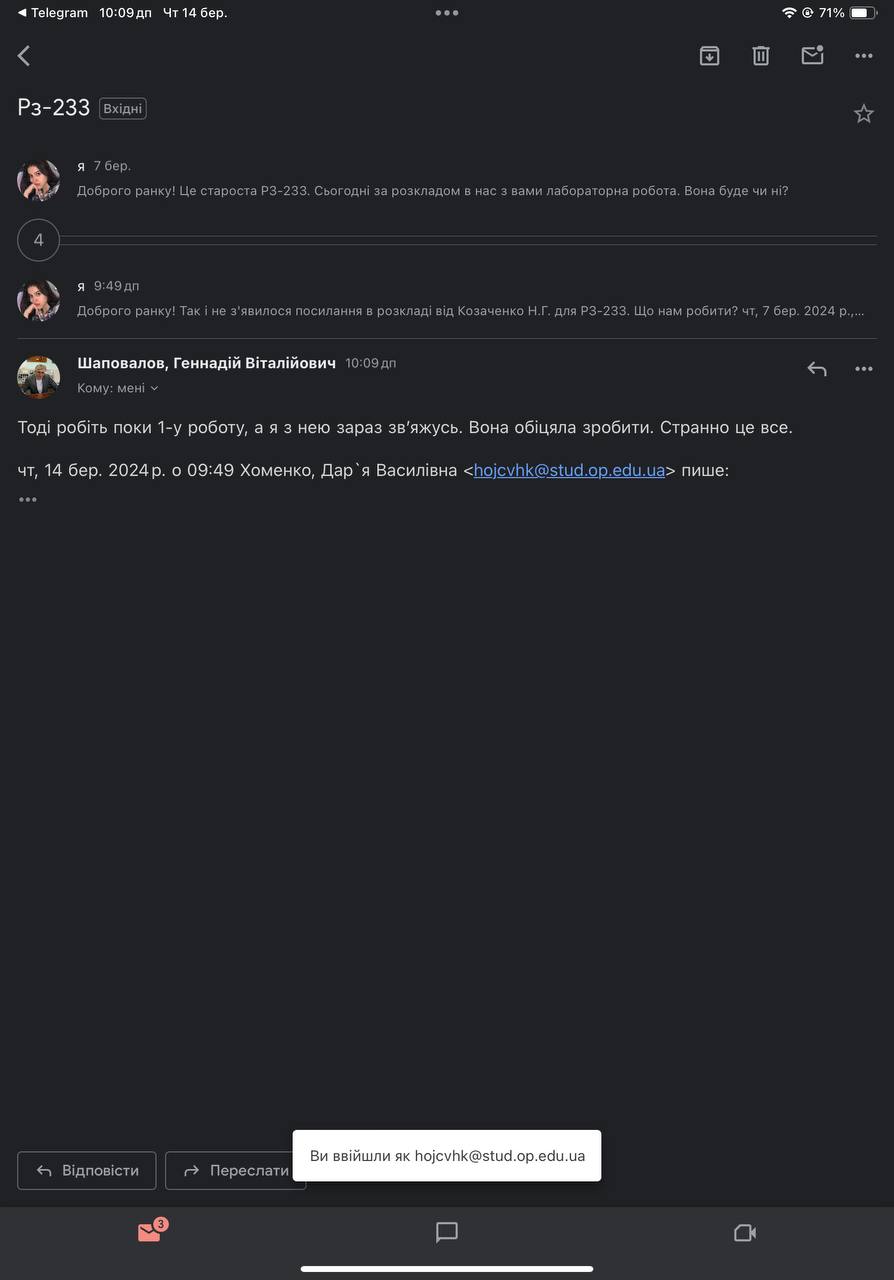 ◀ Telegram 10:09 дп Чт 14 бер. 71%
Рз-233 Вхідні
я 7 бер.
Доброго ранку! Це староста РЗ-233. Сьогодні за розкладом в нас з вами лабораторна робота. Вона буде чи ні?
4
я 9:49 дп
Доброго ранку! Так і не з'явилося посилання в розкладі від Козаченко Н.Г. для РЗ-233. Що нам робити? чт, 7 бер. 2024 р.,...
Шаповалов, Геннадій Віталійович 10:09 дп
Кому: мені
Тоді робіть поки 1-у роботу, а я з нею зараз зв’яжусь. Вона обіцяла зробити. Странно це все.
чт, 14 бер. 2024 р. о 09:49 Хоменко, Дар`я Василівна <hojcvhk@stud.op.edu.ua> пише:
Відповісти Переслати
Ви ввійшли як hojcvhk@stud.op.edu.ua
3